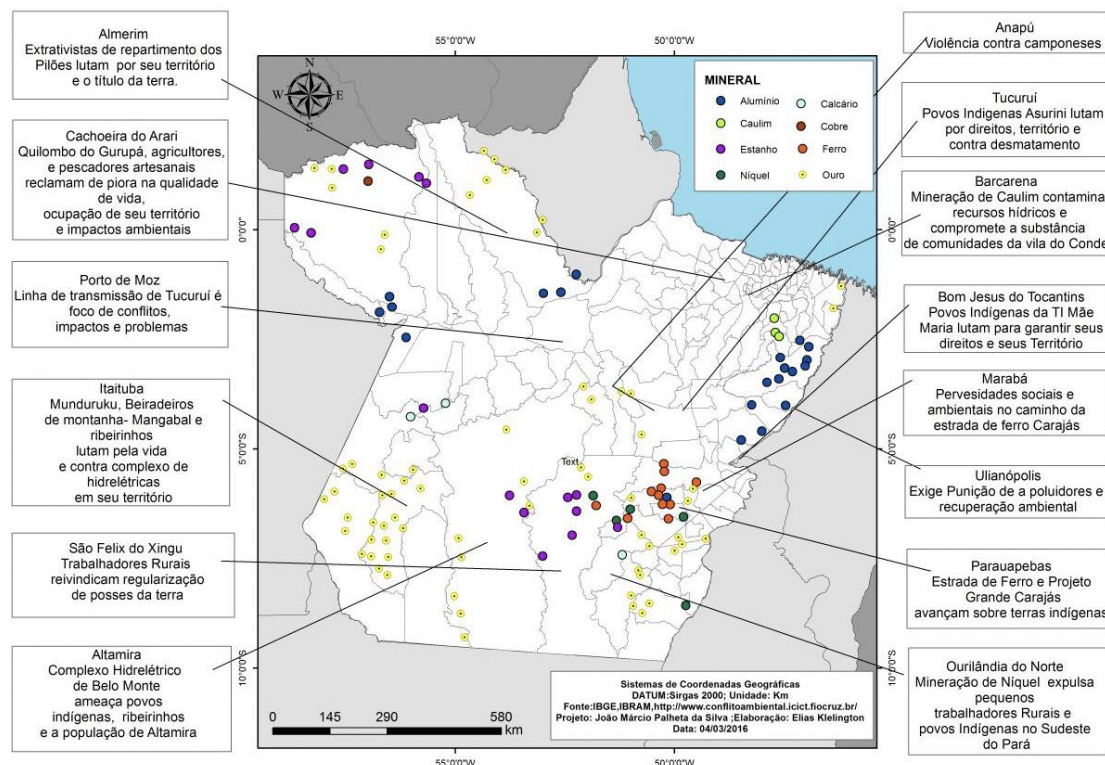 Almerim
Extrativistas de repartimento dos
Pilões lutam por seu território
e o título da terra.
Cachoeira do Arari
Quilombo do Gurupá, agricultores,
e pescadores artesanais
reclamam de piora na qualidade
de vida,
ocupação de seu território
e impactos ambientais
Porto de Moz
Linha de transmissão de Tucuruí é
foco de conflitos,
impactos e problemas
Itaituba
Munduruku, Beiradeiros
de montanha- Mangabal e
ribeirinhos
lutam pela vida
e contra complexo de
hidrelétricas
em seu território
São Felix do Xingu
Trabalhadores Rurais
reivindicam regularização
de posses da terra
Altamira
Complexo Hidrelétrico
de Belo Monte
ameaça povos
indígenas, ribeirinhos
e a população de Altamira
55°0'0"O
50°0'0"O
N
W
E
S
MINERAL
Alumínio
Caulim
Estanho
Níquel
Calcário
Cobre
Ferro
Ouro
0°0'0"
5°0'0"S
10°0'0"S
Text
0°0'0"
5°0'0"S
10°0'0"S
0 145 290 580
km
Sistemas de Coordenadas Geográficas
DATUM:Sirgas 2000; Unidade: Km
Fonte:IBGE,IBRAM,http://www.conflitoambiental.icict.fiocruz.br/
Projeto: João Márcio Palheta da Silva ;Elaboração: Elias Klelington
Data: 04/03/2016
55°0'0"O
50°0'0"O
Anapú
Violência contra camponeses
Tucuruí
Povos Indigenas Asurini lutam
por direitos, território e
contra desmatamento
Barcarena
Mineração de Caulim contamina
recursos hídricos e
compromete a substância
de comunidades da vila do Conde
Bom Jesus do Tocantins
Povos Indígenas da TI Mãe
Maria lutam para garantir seus
direitos e seus Território
Marabá
Pervesidades sociais e
ambientais no caminho da
estrada de ferro Carajás
Ulianópolis
Exige Punição de a poluidores e
recuperação ambiental
Parauapebas
Estrada de Ferro e Projeto
Grande Carajás
avançam sobre terras indígenas
Ourilândia do Norte
Mineração de Níquel expulsa
pequenos
trabalhadores Rurais e
povos Indígenas no Sudeste
do Pará